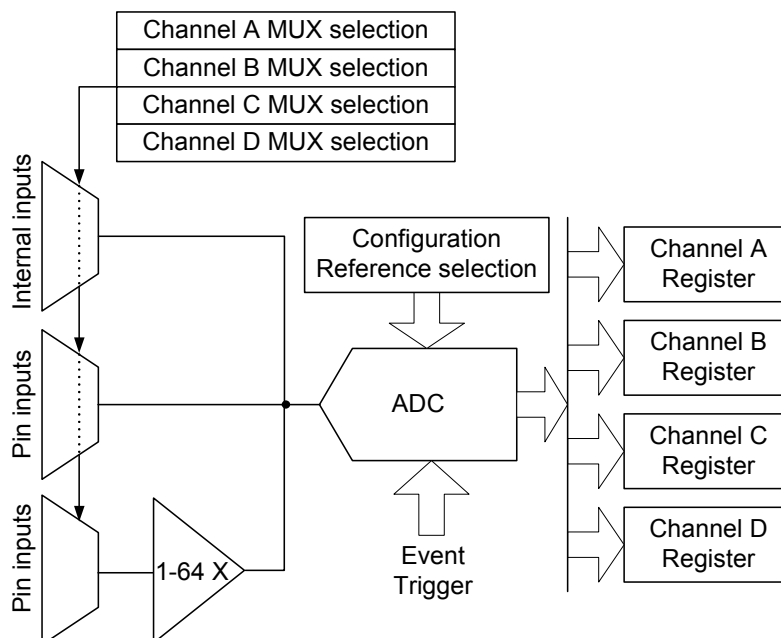 Channel A MUX selection
Channel B MUX selection
Channel C MUX selection
Channel D MUX selection
Internal inputs
Pin inputs
Pin inputs
1-64 X
Configuration
Reference selection
ADC
Event
Trigger
Channel A
Register
Channel B
Register
Channel C
Register
Channel D
Register